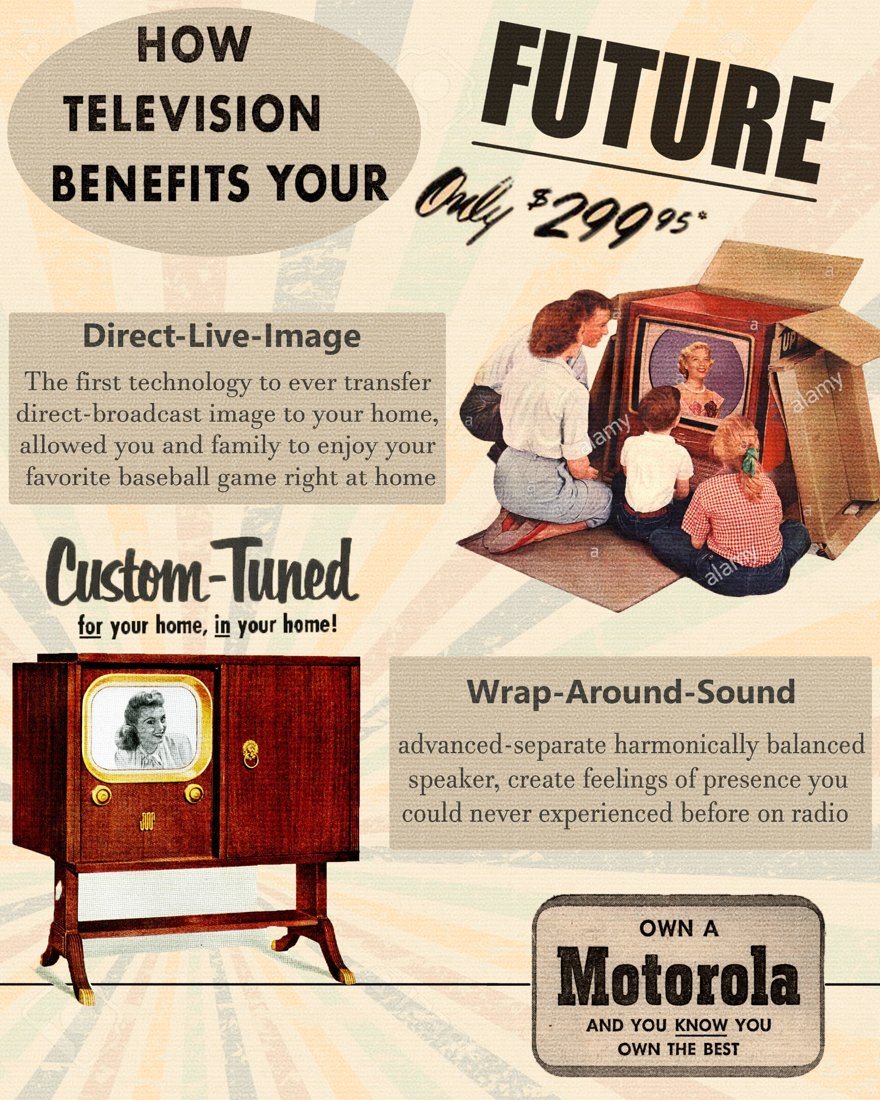 HOW
TELEVISION
BENEFITS YOUR
FUTURE
Only $299.95*
Direct-Live-Image
The first technology to ever transfer
direct-broadcast image to your home,
allowed you and family to enjoy your
favorite baseball game right at home
alamy
alamy
alamy
a
a
a
a
Custom-Tuned
for your home, in your home!
Wrap-Around-Sound
advanced-separate harmonically balanced
speaker, create feelings of presence you
could never experienced before on radio
OWN A
Motorola
AND YOU KNOW YOU
OWN THE BEST